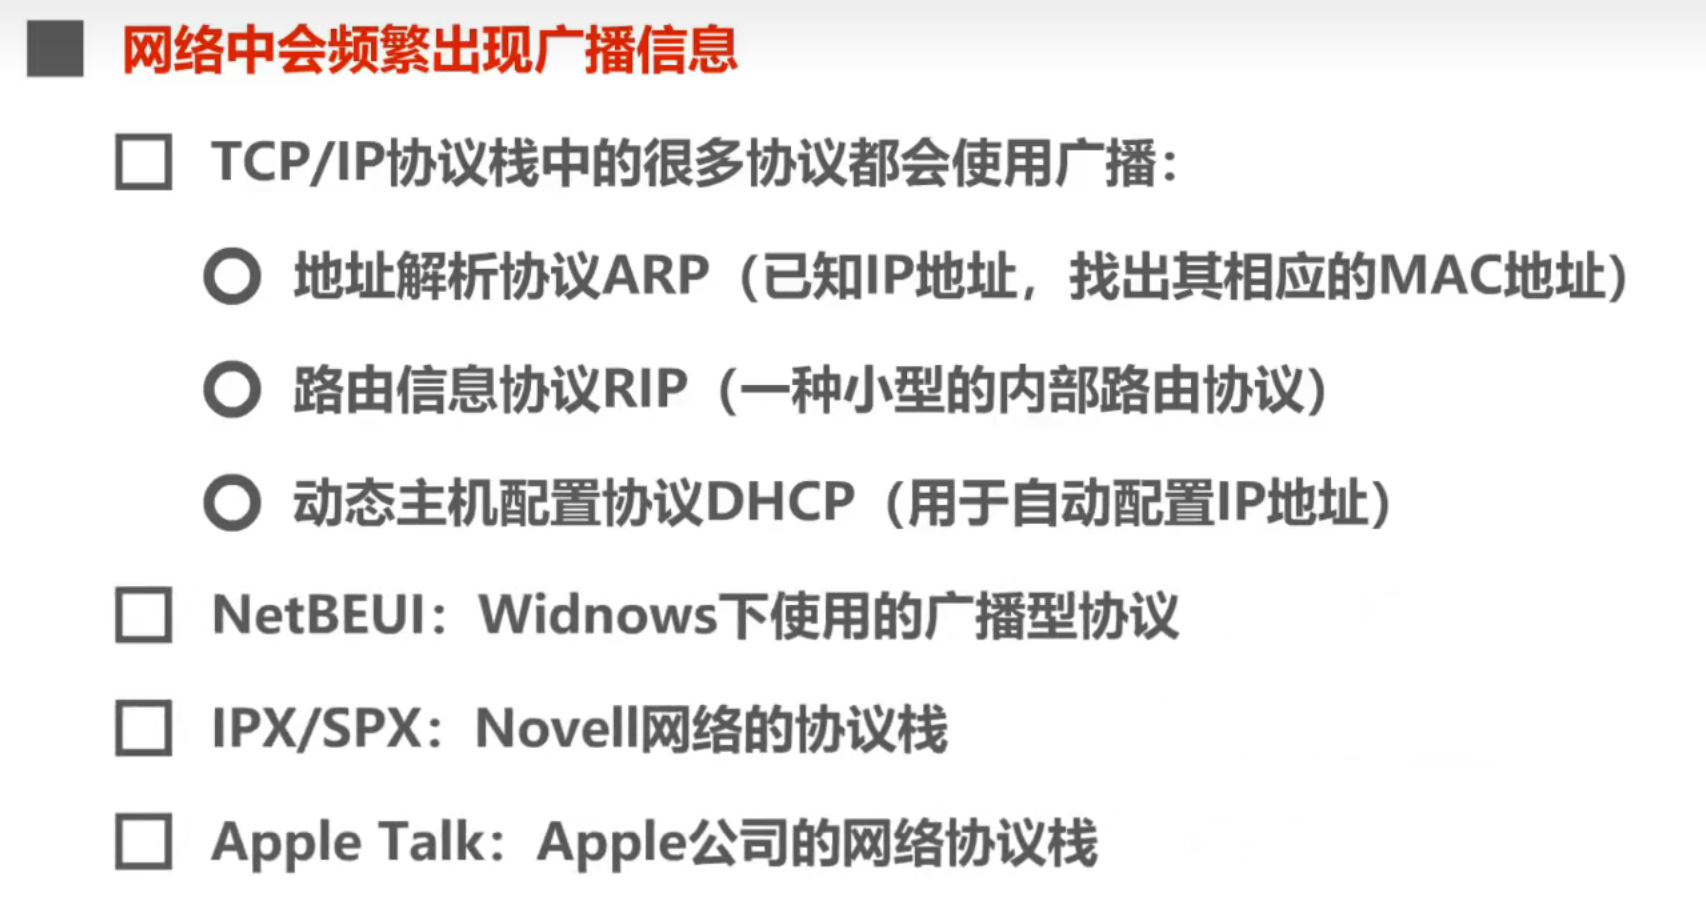 网络中会频繁出现广播信息
TCP/IP协议栈中的很多协议都会使用广播：
地址解析协议ARP（已知IP地址，找出其相应的MAC地址）
路由信息协议RIP（一种小型的内部路由协议）
动态主机配置协议DHCP（用于自动配置IP地址）
NetBEUI：Widnows下使用的广播型协议
IPX/SPX：Novell网络的协议栈
Apple Talk：Apple公司的网络协议栈